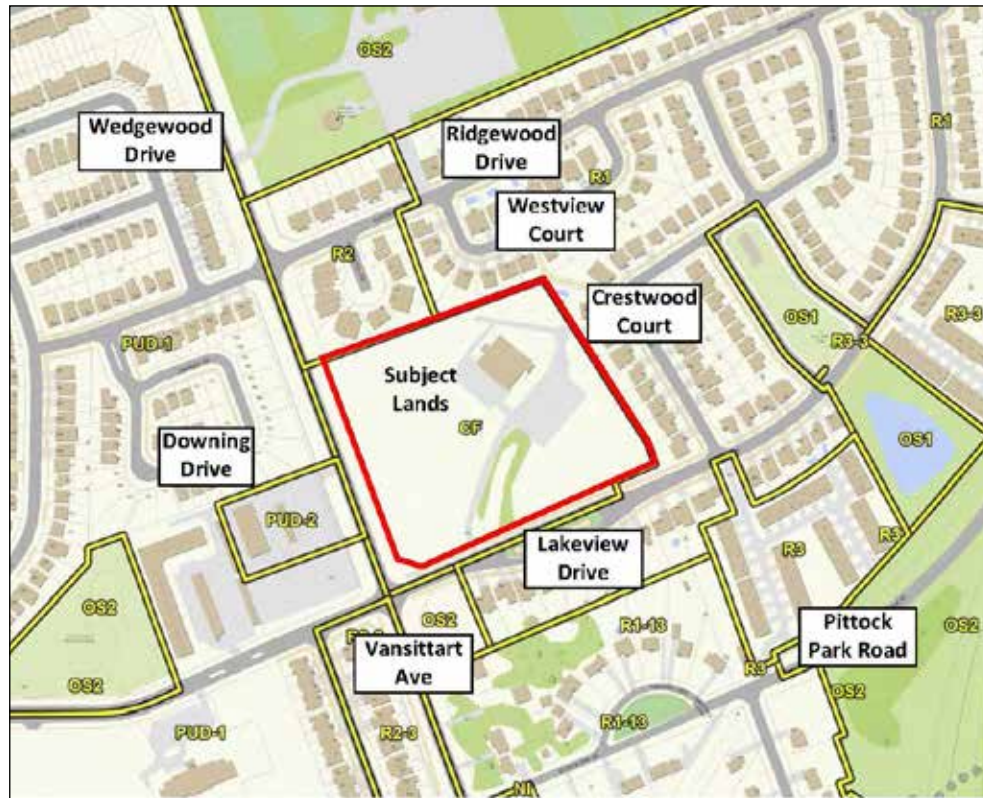 OS2
Wedgewood
Drive
Ridgewood
Drive
R1
R1
Westview
Court
R2
Crestwood
Court
OS1
R3-3
R3-3
PUD-1
Subject
Lands
CF
Downing
Drive
OS1
PUD-2
Lakeview
Drive
R3
R3
OS2
OS2
OS2
R1-13
Pittock
Park Road
OS2
Vansittart
Ave
R3
OS2
PUD-1
R2-3
R1-13